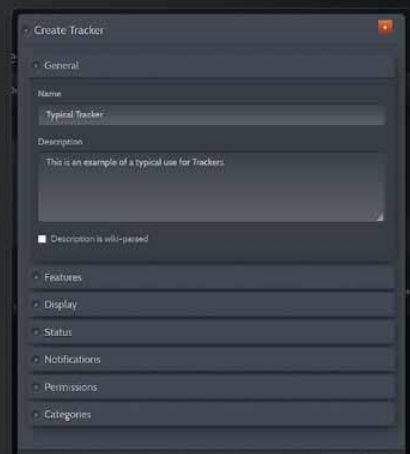 Create Tracker
General
Name
Typical Tracker
Description
This is an example of a typical use for Trackers
Description is wiki-parsed
Features
Display
Status
Notifications
Permissions
Categories